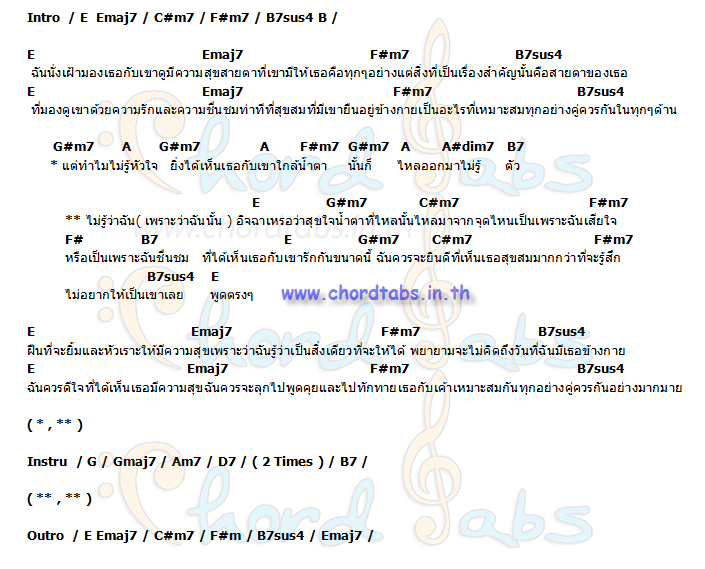 Intro / E Emaj7 / C#m7 / F#m7 / B7sus4 B /
E Emaj7 F#m7 B7sus4
ฉันนั่งเฝ้ามองเธอกับเขาดูมีความสุขสายตาที่เขามีให้เธอคือทุกๆอย่างแต่สิ่งที่เป็นเรื่องสำคัญนั้นคือสายตาของเธอ
E Emaj7 F#m7 B7sus4
ที่มองดูเขาด้วยความรักและความชื่นชมท่าทีที่สุขสมที่มีเขายืนอยู่ข้างกายเป็นอะไรที่เหมาะสมทุกอย่างคู่ควรกันในทุกๆด้าน
G#m7 A G#m7 A F#m7 G#m7 A A#dim7 B7
* แต่ทำไมไม่รู้หัวใจ ยิ่งได้เห็นเธอกับเขาใกล้น้ำตา นั้นก็ ไหลออกมาไม่รู้ ตัว
E G#m7 C#m7 F#m7
** ไม่รู้ว่าฉัน( เพราะว่าฉันนั้น ) อิจฉาเหรอว่าสุขใจน้ำตาที่ไหลนั้นไหลมาจากจุดไหนเป็นเพราะฉันเสียใจ
F# B7 E G#m7 C#m7 F#m7
หรือเป็นเพราะฉันชื่นชม ที่ได้เห็นเธอกับเขารักกันขนาดนี้ ฉันควรจะยินดีที่เห็นเธอสุขสมมากกว่าที่จะรู้สึก
B7sus4 E
ไม่อยากให้เป็นเขาเลย พูดตรงๆ www.chordtabs.in.th
E Emaj7 F#m7 B7sus4
ฝืนที่จะยิ้มและหัวเราะให้มีความสุขเพราะว่าฉันรู้ว่าเป็นสิ่งเดียวที่จะให้ได้ พยายามจะไม่คิดถึงวันที่ฉันมีเธอข้างกาย
E Emaj7 F#m7 B7sus4
ฉันควรดีใจที่ได้เห็นเธอมีความสุขฉันควรจะลุกไปพูดคุยและไปทักทายเธอกับเค้าเหมาะสมกันทุกอย่างคู่ควรกันอย่างมากมาย
( * , ** )
Instru / G / Gmaj7 / Am7 / D7 / ( 2 Times ) / B7 /
( ** , ** )
Outro / E Emaj7 / C#m7 / F#m / B7sus4 / Emaj7 /